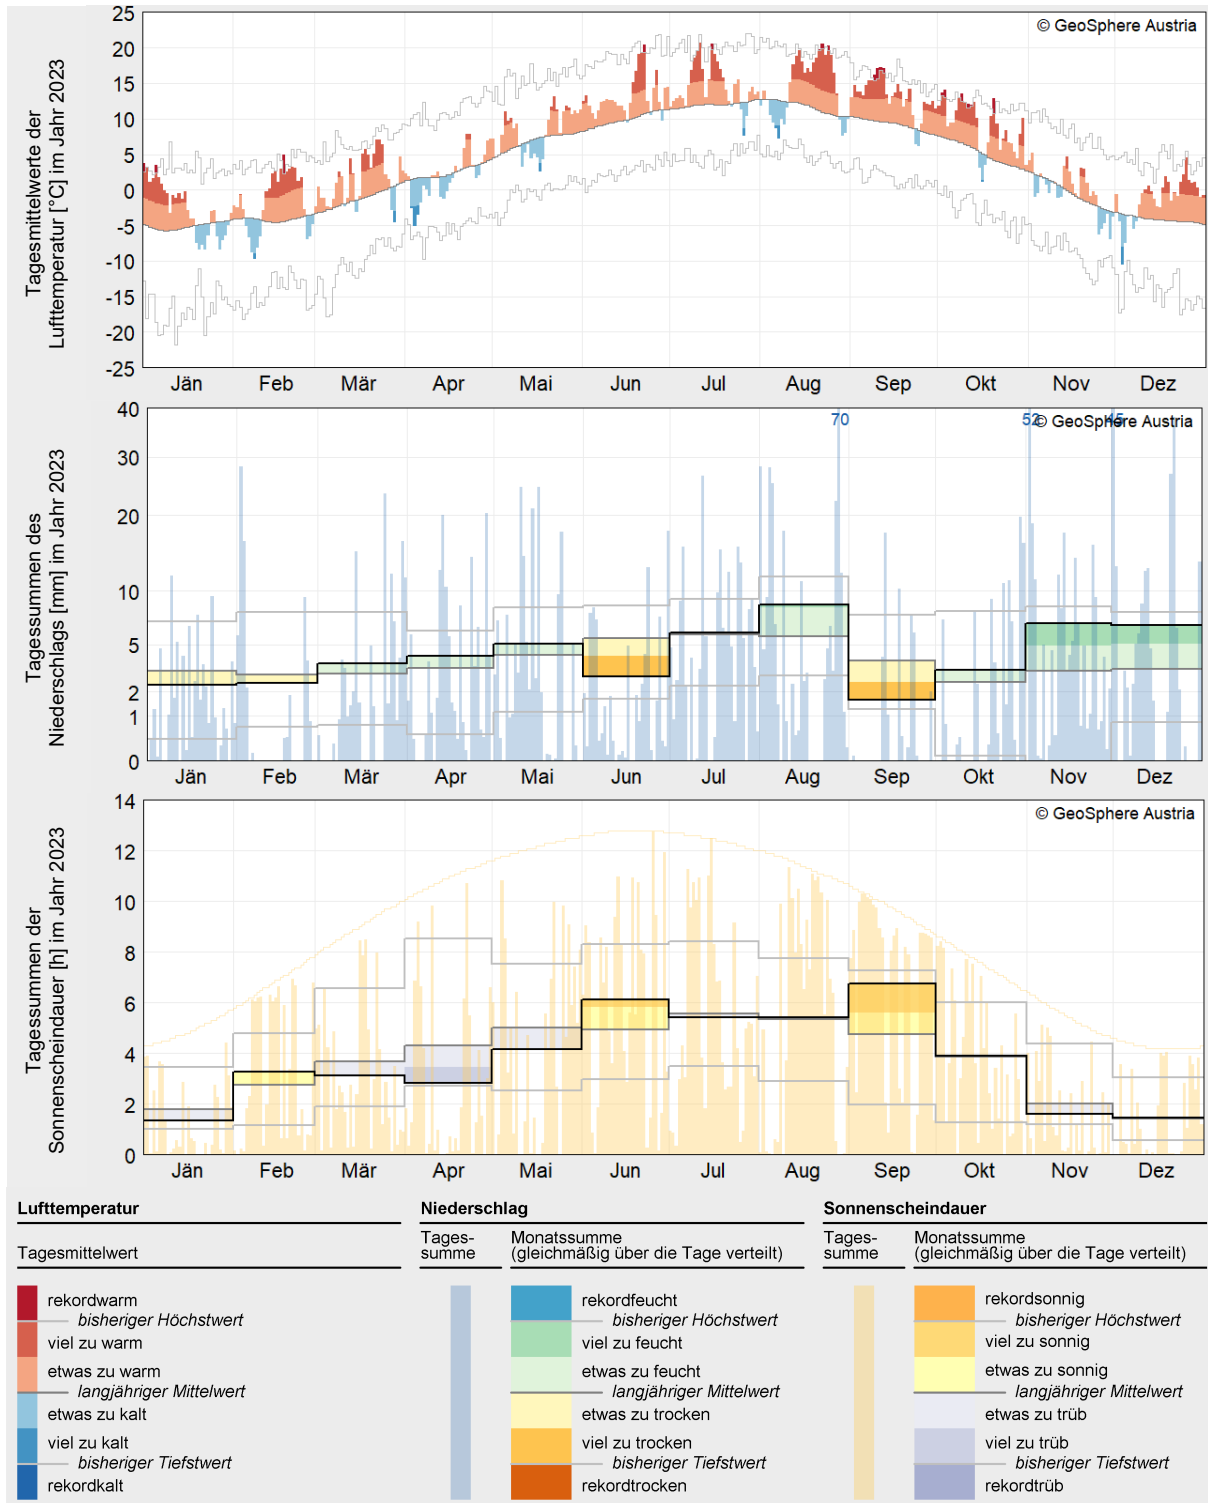 Tagesmittelwerte der
Lufttemperatur [°C] im Jahr 2023
25
20
15
10
5
0
-5
-10
-15
-20
-25
© GeoSphere Austria
Jän Feb Mär Apr Mai Jun Jul Aug Sep Okt Nov Dez
Tagessummen des
Niederschlags [mm] im Jahr 2023
40
30
20
10
5
2
1
0
70 52 45
© GeoSphere Austria
Jän Feb Mär Apr Mai Jun Jul Aug Sep Okt Nov Dez
Tagessummen der
Sonnenscheindauer [h] im Jahr 2023
14
12
10
8
6
4
2
0
© GeoSphere Austria
Jän Feb Mär Apr Mai Jun Jul Aug Sep Okt Nov Dez
Lufttemperatur
Tagesmittelwert
rekordwarm
bisheriger Höchstwert
viel zu warm
etwas zu warm
langjähriger Mittelwert
etwas zu kalt
viel zu kalt
bisheriger Tiefstwert
rekordkalt
Niederschlag
Tages-
summe
Monatssumme
(gleichmäßig über die Tage verteilt)
rekordfeucht
bisheriger Höchstwert
viel zu feucht
etwas zu feucht
langjähriger Mittelwert
etwas zu trocken
viel zu trocken
bisheriger Tiefstwert
rekordtrocken
Sonnenscheindauer
Tages-
summe
Monatssumme
(gleichmäßig über die Tage verteilt)
rekordsonnig
bisheriger Höchstwert
viel zu sonnig
etwas zu sonnig
langjähriger Mittelwert
etwas zu trüb
viel zu trüb
bisheriger Tiefstwert
rekordtrüb